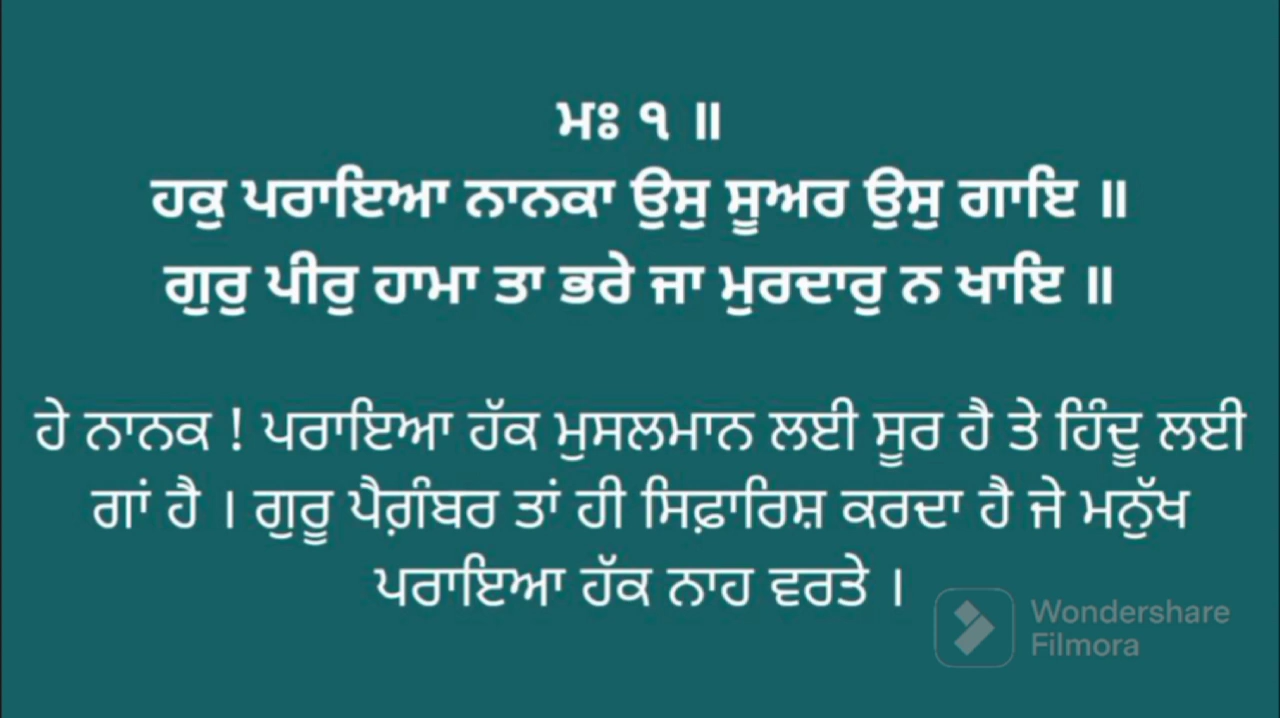 ਮਃ ੧ ॥
ਹਕੁ ਪਰਾਇਆ ਨਾਨਕਾ ਉਸੁ ਸੂਅਰ ਉਸੁ ਗਾਇ ॥
ਗੁਰੁ ਪੀਰੁ ਹਾਮਾ ਤਾ ਭਰੇ ਜਾ ਮੁਰਦਾਰੁ ਨ ਖਾਇ ॥
ਹੇ ਨਾਨਕ ! ਪਰਾਇਆ ਹੱਕ ਮੁਸਲਮਾਨ ਲਈ ਸੂਰ ਹੈ ਤੇ ਹਿੰਦੂ ਲਈ
ਗਾਂ ਹੈ । ਗੁਰੂ ਪੈਗ਼ੰਬਰ ਤਾਂ ਹੀ ਸਿਫ਼ਾਰਿਸ਼ ਕਰਦਾ ਹੈ ਜੇ ਮਨੁੱਖ
ਪਰਾਇਆ ਹੱਕ ਨਾਹ ਵਰਤੇ ।
Wondershare
Filmora